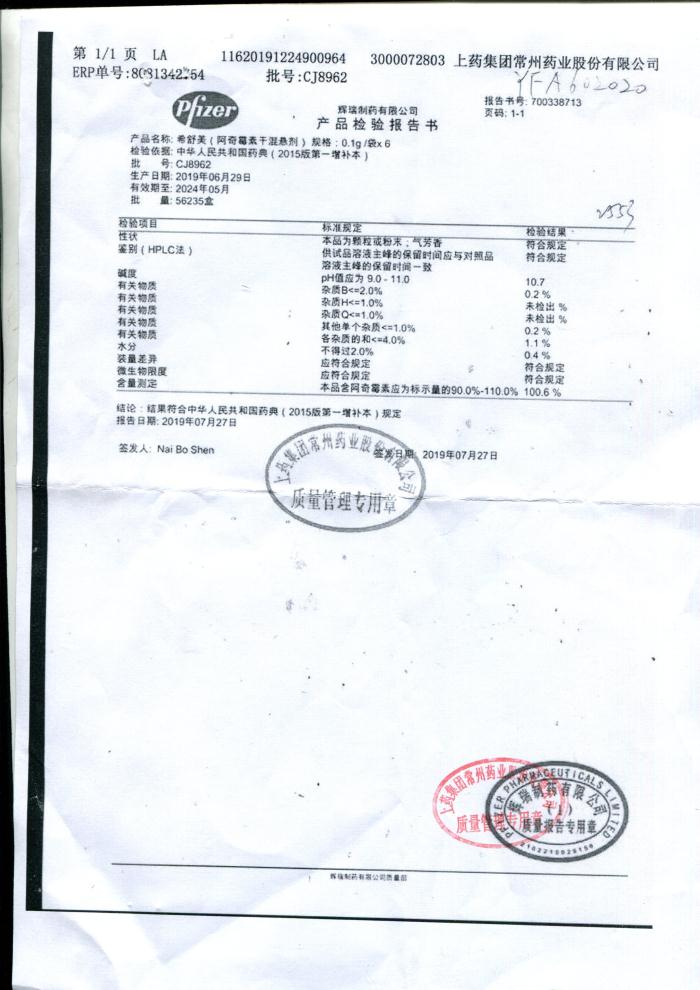 第 1/1 页 LA 11620191224900964 3000072803 上药集团常州药业股份有限公司
ERP单号:8081342254 批号:CJ8962
YFA602020
Pfizer
辉瑞制药有限公司
产品检验报告书
报告书号: 700338713
页码: 1-1
产品名称: 希舒美(阿奇霉素干混悬剂) 规格:0.1g /袋x 6
检验依据: 中华人民共和国药典(2015版第一增补本)
批 号: CJ8962
生产日期: 2019年06月29日
有效期至: 2024年05月
批 量: 56235盒
检验项目 标准规定 检验结果
性状 本品为颗粒或粉末;气芳香 符合规定
鉴别(HPLC法) 供试品溶液主峰的保留时间应与对照品 符合规定
溶液主峰的保留时间一致
碱度 pH值应为 9.0 - 11.0 10.7
有关物质 杂质B<=2.0% 0.2 %
有关物质 杂质H<=1.0% 未检出 %
有关物质 杂质Q<=1.0% 未检出 %
有关物质 其他单个杂质<=1.0% 0.2 %
有关物质 各杂质的和<=4.0% 1.1 %
水分 不得过2.0% 0.4 %
装量差异 应符合规定 符合规定
微生物限度 应符合规定 符合规定
含量测定 本品含阿奇霉素应为标示量的90.0%-110.0% 100.6 %
结论:结果符合中华人民共和国药典(2015版第一增补本)规定
报告日期: 2019年07月27日
签发人: Nai Bo Shen 签发日期: 2019年07月27日
上药集团常州药业股份有限公司
质量管理专用章
上药集团常州药业股
质量管理专用章
PFIZER PHARMACEUTICALS LIMITED
辉瑞制药有限公司
(1)
质量报告专用章
辉瑞制药有限公司质量部